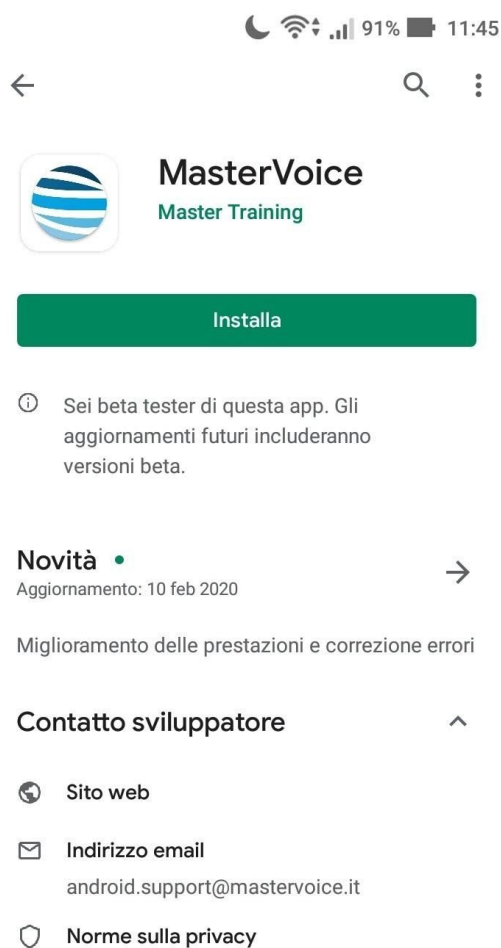 91% 11:45
MasterVoice
Master Training
Installa
Sei beta tester di questa app. Gli
aggiornamenti futuri includeranno
versioni beta.
Novità
Aggiornamento: 10 feb 2020
Miglioramento delle prestazioni e correzione errori
Contatto sviluppatore
Sito web
Indirizzo email
android.support@mastervoice.it
Norme sulla privacy